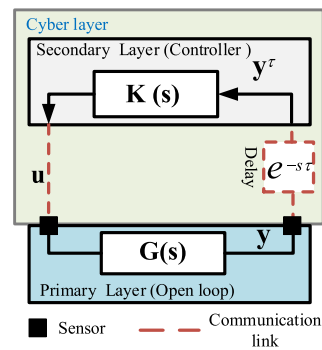 Cyber layer
Secondary Layer (Controller )
y^τ
K (s)
Delay
e^{-sτ}
u
y
G(s)
Primary Layer (Open loop)
Sensor
Communication
link